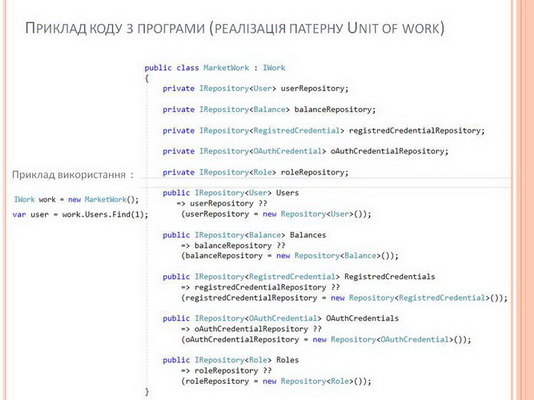 Приклад коду з програми (реалізація патерну Unit of work)
public class MarketWork : IWork
{
private IRepository<User> userRepository;
private IRepository<Balance> balanceRepository;
private IRepository<RegistredCredential> registredCredentialRepository;
private IRepository<OAuthCredential> oAuthCredentialRepository;
private IRepository<Role> roleRepository;
Приклад використання :
IWork work = new MarketWork();
var user = work.Users.Find(1);
public IRepository<User> Users
=> userRepository ??
(userRepository = new Repository<User>());
public IRepository<Balance> Balances
=> balanceRepository ??
(balanceRepository = new Repository<Balance>());
public IRepository<RegistredCredential> RegistredCredentials
=> registredCredentialRepository ??
(registredCredentialRepository = new Repository<RegistredCredential>());
public IRepository<OAuthCredential> OAuthCredentials
=> oAuthCredentialRepository ??
(oAuthCredentialRepository = new Repository<OAuthCredential>());
public IRepository<Role> Roles
=> roleRepository ??
(roleRepository = new Repository<Role>());
}